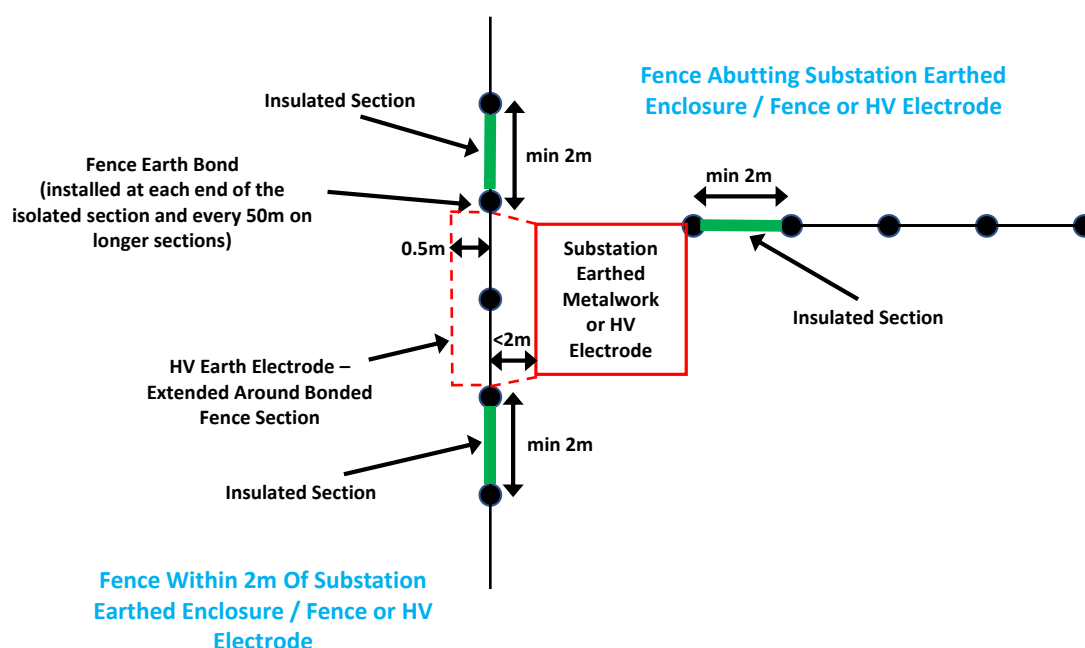 Fence Abutting Substation Earthed
Enclosure / Fence or HV Electrode
Insulated Section
min 2m
Fence Earth Bond
(installed at each end of the
isolated section and every 50m on
longer sections)
min 2m
0.5m
Substation
Earthed
Metalwork
or HV
Electrode
Insulated Section
<2m
HV Earth Electrode –
Extended Around Bonded
Fence Section
min 2m
Insulated Section
Fence Within 2m Of Substation
Earthed Enclosure / Fence or HV
Electrode